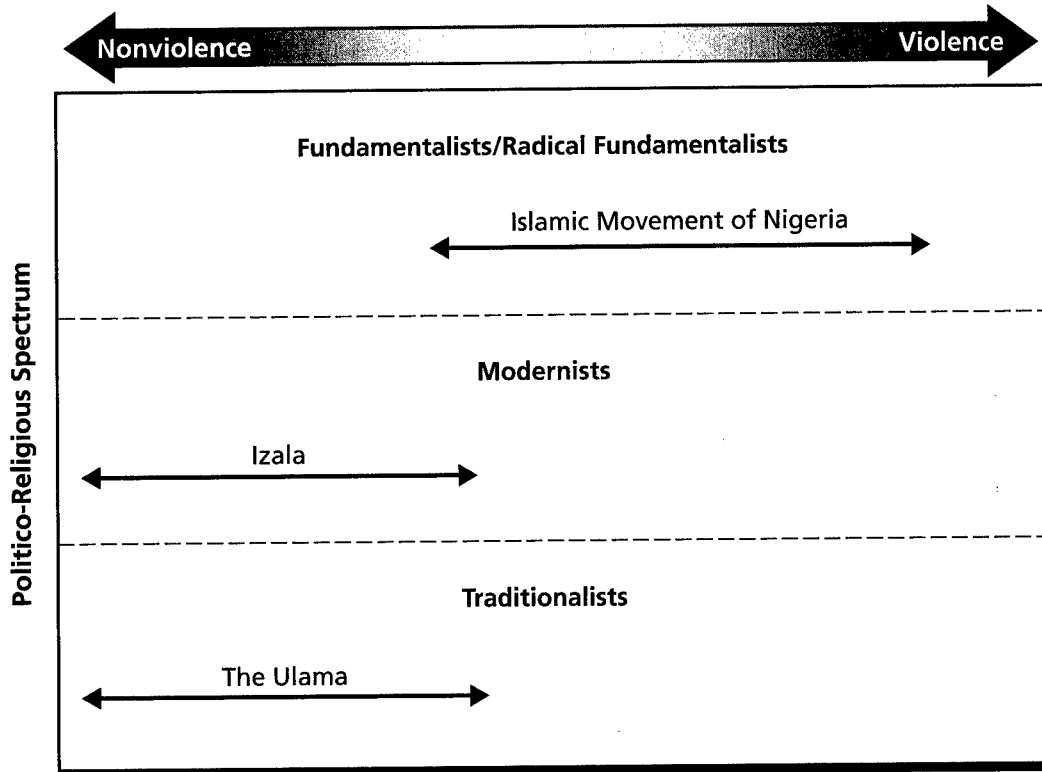 Nonviolence Violence
Fundamentalists/Radical Fundamentalists
Islamic Movement of Nigeria
Politico-Religious Spectrum
Modernists
Izala
Traditionalists
The Ulama